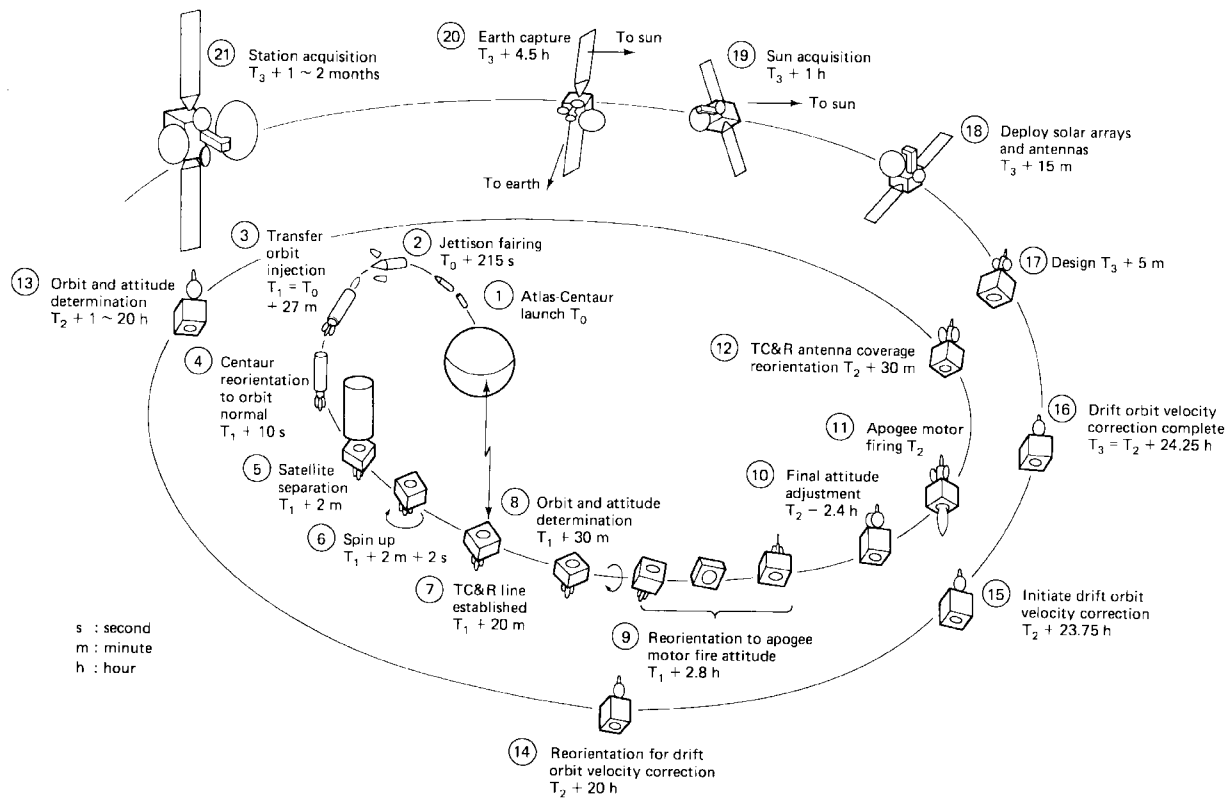 21 Station acquisition
T3 + 1 ~ 2 months
20 Earth capture
T3 + 4.5 h
To sun
To earth
19 Sun acquisition
T3 + 1 h
To sun
18 Deploy solar arrays
and antennas
T3 + 15 m
17 Design T3 + 5 m
16 Drift orbit velocity
correction complete
T3 = T2 + 24.25 h
15 Initiate drift orbit
velocity correction
T2 + 23.75 h
14 Reorientation for drift
orbit velocity correction
T2 + 20 h
13 Orbit and attitude
determination
T2 + 1 ~ 20 h
12 TC&R antenna coverage
reorientation T2 + 30 m
11 Apogee motor
firing T2
10 Final attitude
adjustment
T2 − 2.4 h
9 Reorientation to apogee
motor fire attitude
T1 + 2.8 h
8 Orbit and attitude
determination
T1 + 30 m
7 TC&R line
established
T1 + 20 m
6 Spin up
T1 + 2 m + 2 s
5 Satellite
separation
T1 + 2 m
4 Centaur
reorientation
to orbit
normal
T1 + 10 s
3 Transfer
orbit
injection
T1 = T0
+ 27 m
2 Jettison fairing
T0 + 215 s
1 Atlas-Centaur
launch T0
s : second
m : minute
h : hour